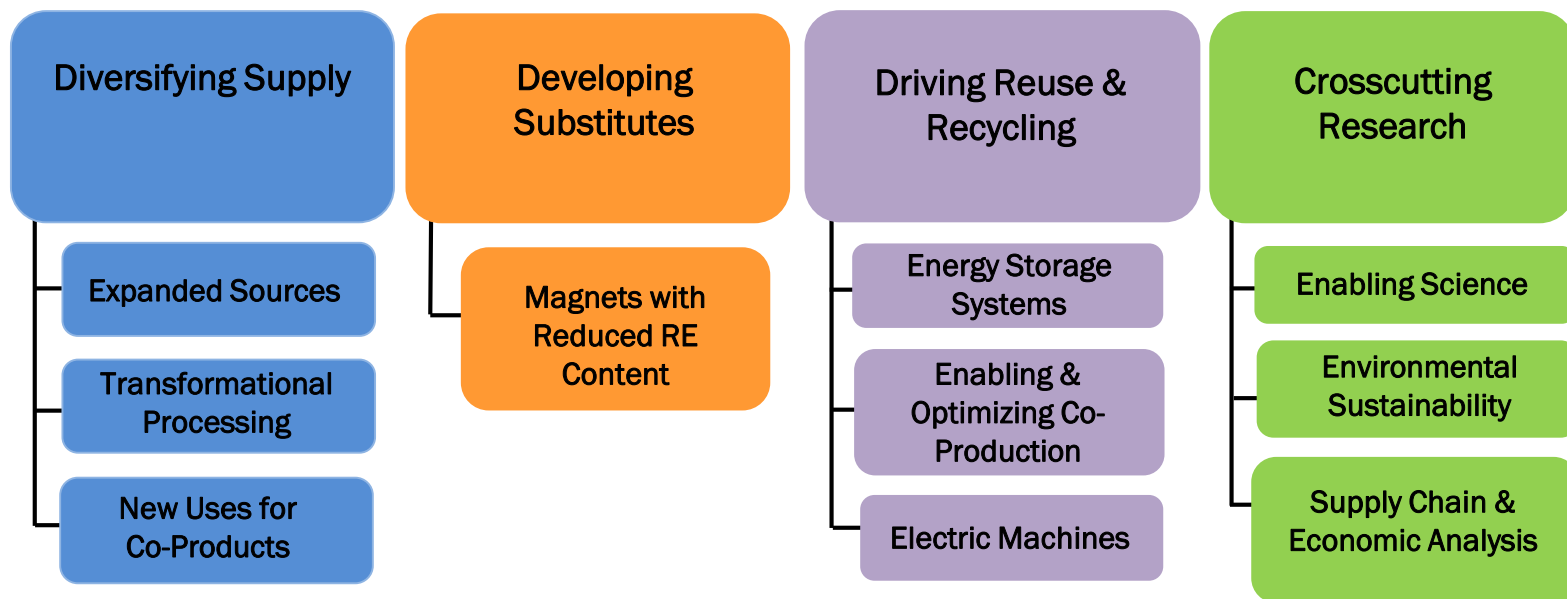 Diversifying Supply
Expanded Sources
Transformational
Processing
New Uses for
Co-Products
Developing
Substitutes
Magnets with
Reduced RE
Content
Driving Reuse &
Recycling
Energy Storage
Systems
Enabling &
Optimizing Co-
Production
Electric Machines
Crosscutting
Research
Enabling Science
Environmental
Sustainability
Supply Chain &
Economic Analysis